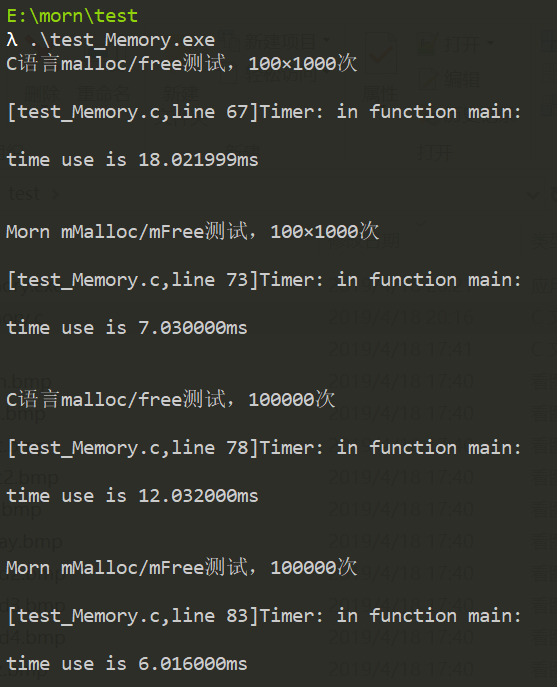 E:\morn\test
λ .\test_Memory.exe
C语言malloc/free测试，100×1000次
[test_Memory.c,line 67]Timer: in function main:
time use is 18.021999ms
Morn mMalloc/mFree测试，100×1000次
[test_Memory.c,line 73]Timer: in function main:
time use is 7.030000ms
C语言malloc/free测试，100000次
[test_Memory.c,line 78]Timer: in function main:
time use is 12.032000ms
Morn mMalloc/mFree测试，100000次
[test_Memory.c,line 83]Timer: in function main:
time use is 6.016000ms